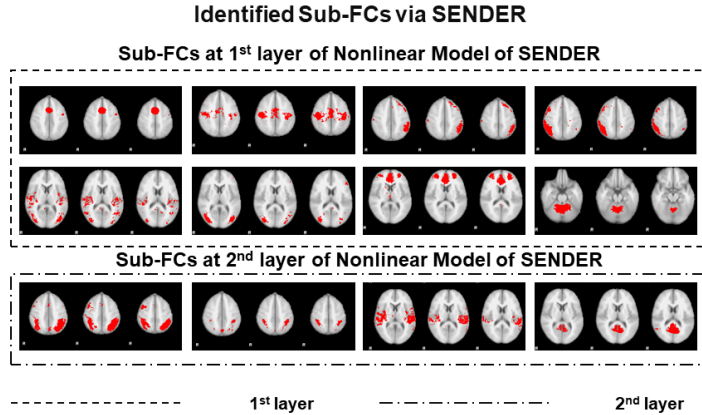 Identified Sub-FCs via SENDER
Sub-FCs at 1st layer of Nonlinear Model of SENDER
Sub-FCs at 2nd layer of Nonlinear Model of SENDER
1st layer 2nd layer